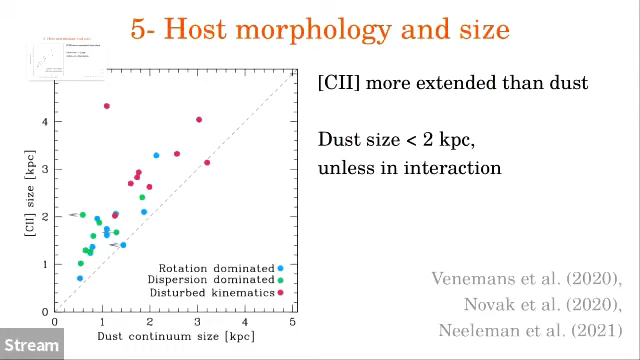 5- Host morphology and size
[CII] more extended than dust
Dust size < 2 kpc,
unless in interaction
[CII] size [kpc]
4
3
2
1
0
Rotation dominated
Dispersion dominated
Disturbed kinematics
0 1 2 3 4 5
Dust continuum size [kpc]
Venemans et al. (2020),
Novak et al. (2020),
Neeleman et al. (2021)
Stream